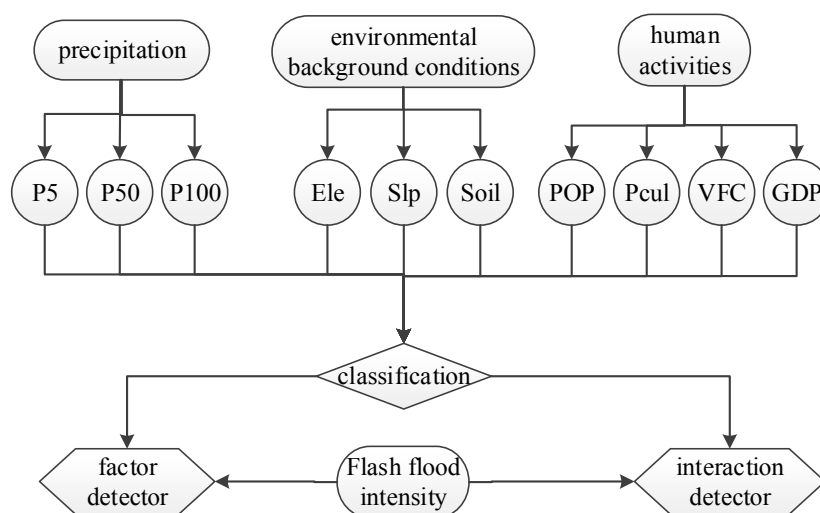 precipitation
environmental
background conditions
human
activities
P5
P50
P100
Ele
Slp
Soil
POP
Pcul
VFC
GDP
classification
factor
detector
Flash flood
intensity
interaction
detector